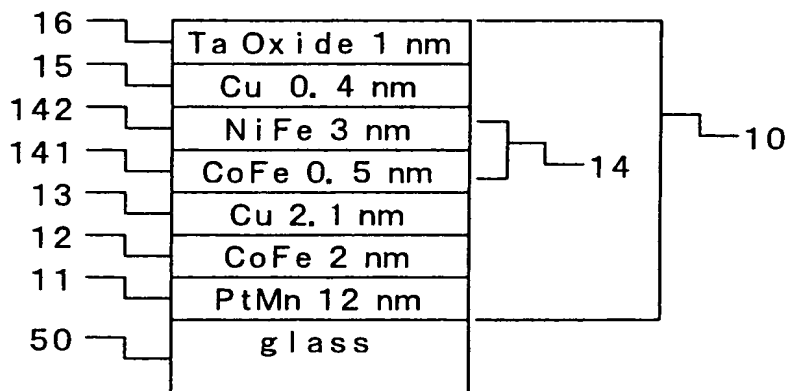 16 Ta Oxide 1 nm
15 Cu 0.4 nm
142 NiFe 3 nm
10
141 CoFe 0.5 nm
14
13 Cu 2.1 nm
12 CoFe 2 nm
11 PtMn 12 nm
50 glass